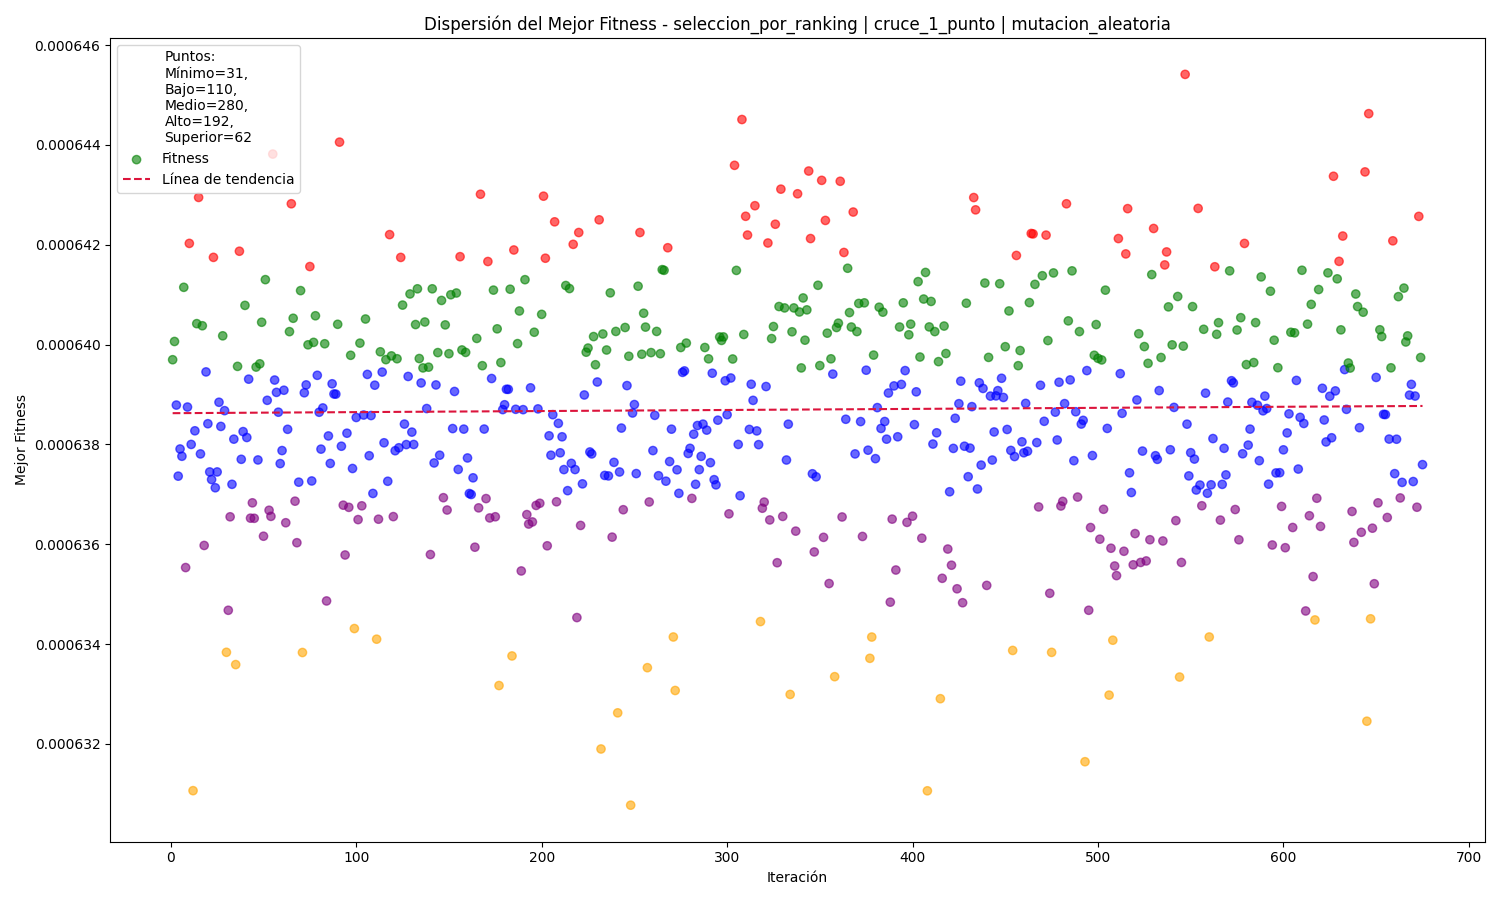 Dispersión del Mejor Fitness - seleccion_por_ranking | cruce_1_punto | mutacion_aleatoria
Puntos:
Mínimo=31,
Bajo=110,
Medio=280,
Alto=192,
Superior=62
Fitness
Línea de tendencia
0.000646
0.000644
0.000642
0.000640
0.000638
0.000636
0.000634
0.000632
Mejor Fitness
0
100
200
300
400
500
600
700
Iteración